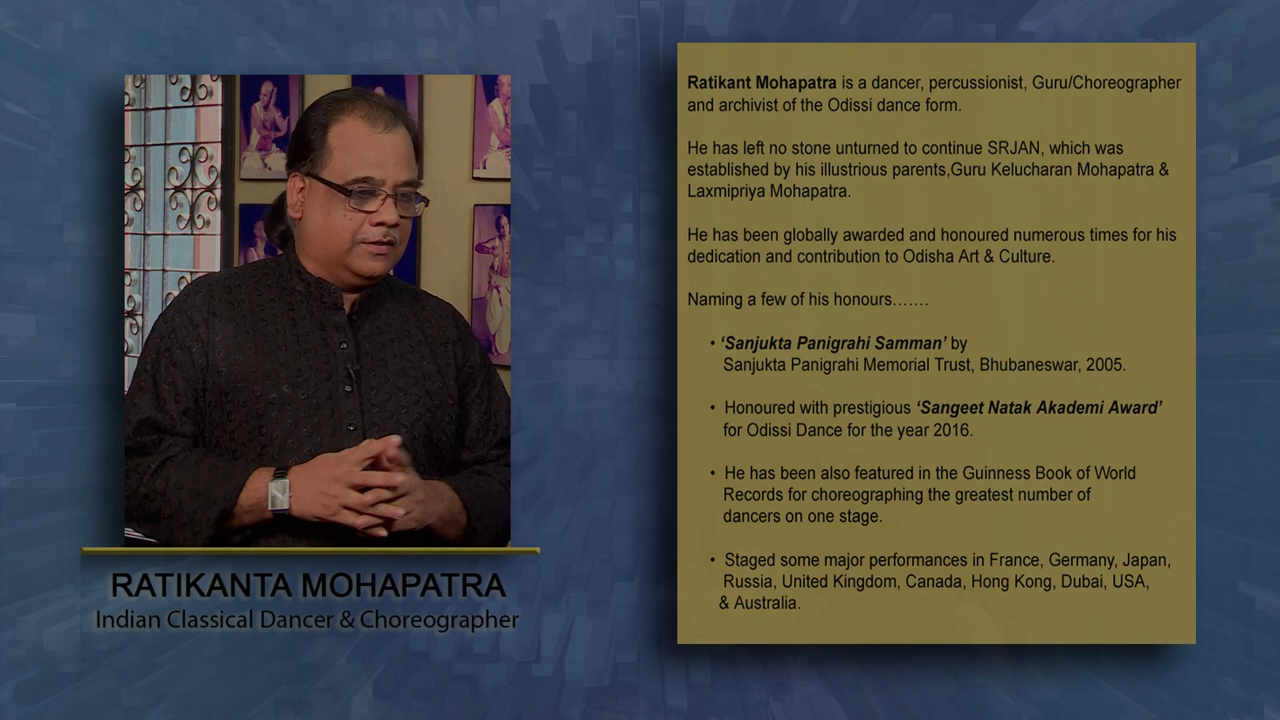 RATIKANTA MOHAPATRA
Indian Classical Dancer & Choreographer
Ratikant Mohapatra is a dancer, percussionist, Guru/Choreographer
and archivist of the Odissi dance form.
He has left no stone unturned to continue SRJAN, which was
established by his illustrious parents,Guru Kelucharan Mohapatra &
Laxmipriya Mohapatra.
He has been globally awarded and honoured numerous times for his
dedication and contribution to Odisha Art & Culture.
Naming a few of his honours…….
• ‘Sanjukta Panigrahi Samman’ by
Sanjukta Panigrahi Memorial Trust, Bhubaneswar, 2005.
• Honoured with prestigious ‘Sangeet Natak Akademi Award’
for Odissi Dance for the year 2016.
• He has been also featured in the Guinness Book of World
Records for choreographing the greatest number of
dancers on one stage.
• Staged some major performances in France, Germany, Japan,
Russia, United Kingdom, Canada, Hong Kong, Dubai, USA,
& Australia.